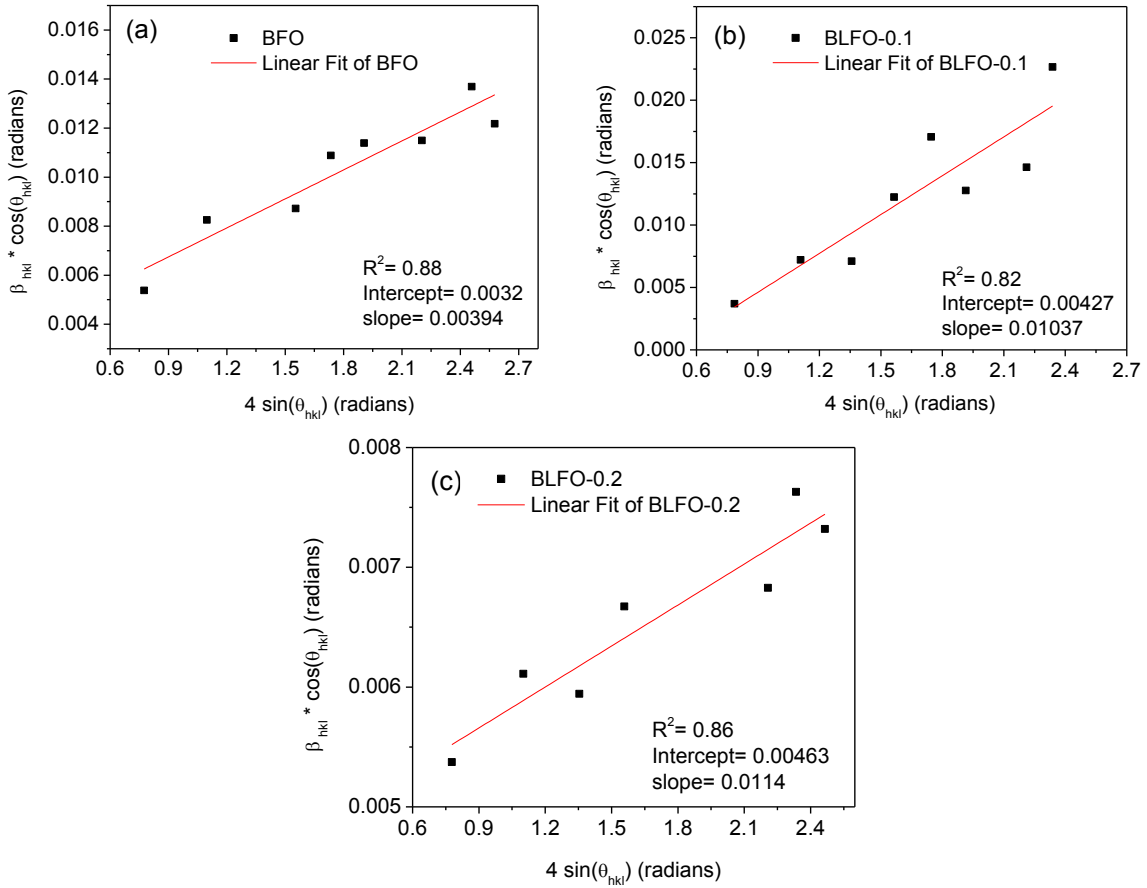 (a)
BFO
Linear Fit of BFO
0.016
0.014
0.012
0.010
0.008
0.006
0.004
β hkl * cos(θhkl) (radians)
R²= 0.88
Intercept= 0.0032
slope= 0.00394
0.6 0.9 1.2 1.5 1.8 2.1 2.4 2.7
4 sin(θhkl) (radians)
(b)
BLFO-0.1
Linear Fit of BLFO-0.1
0.025
0.020
0.015
0.010
0.005
0.000
β hkl * cos(θhkl) (radians)
R²= 0.82
Intercept= 0.00427
slope= 0.01037
0.6 0.9 1.2 1.5 1.8 2.1 2.4 2.7
4 sin(θhkl) (radians)
(c)
BLFO-0.2
Linear Fit of BLFO-0.2
0.008
0.007
0.006
0.005
β hkl * cos(θhkl) (radians)
R²= 0.86
Intercept= 0.00463
slope= 0.0114
0.6 0.9 1.2 1.5 1.8 2.1 2.4
4 sin(θhkl) (radians)